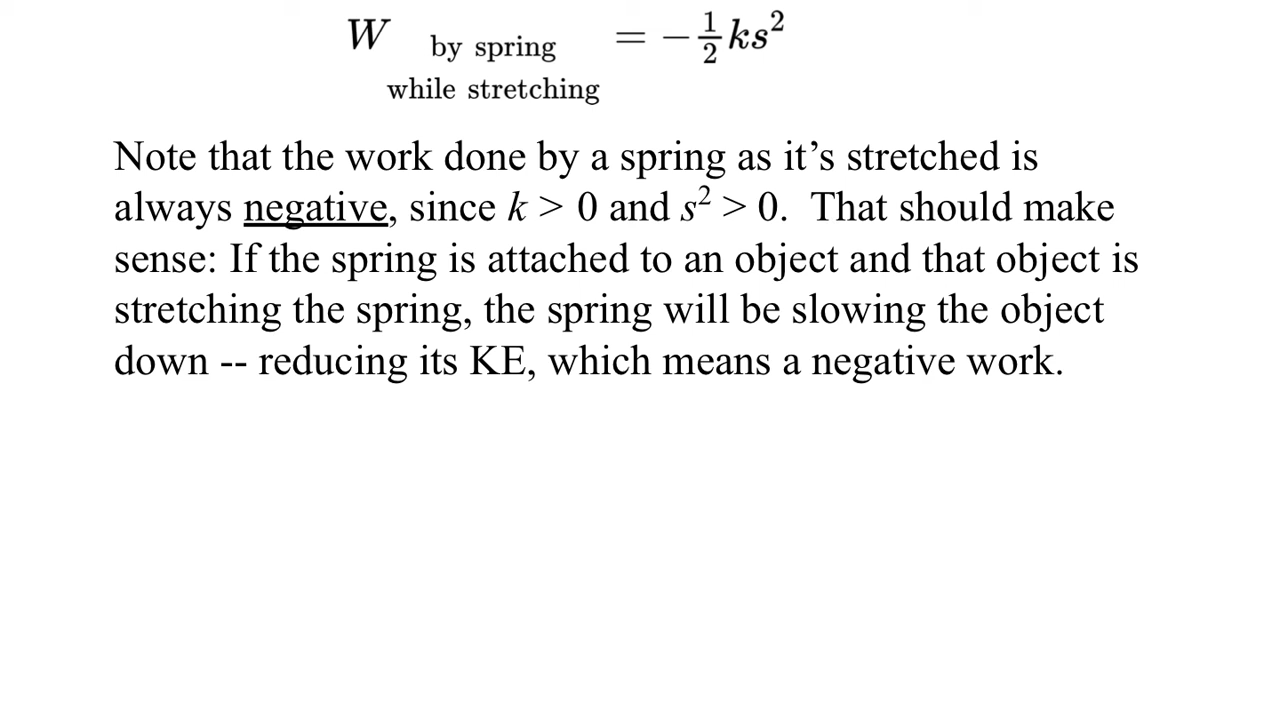 W by spring while stretching = −½ks²
Note that the work done by a spring as it’s stretched is
always negative, since k > 0 and s² > 0.  That should make
sense: If the spring is attached to an object and that object is
stretching the spring, the spring will be slowing the object
down -- reducing its KE, which means a negative work.